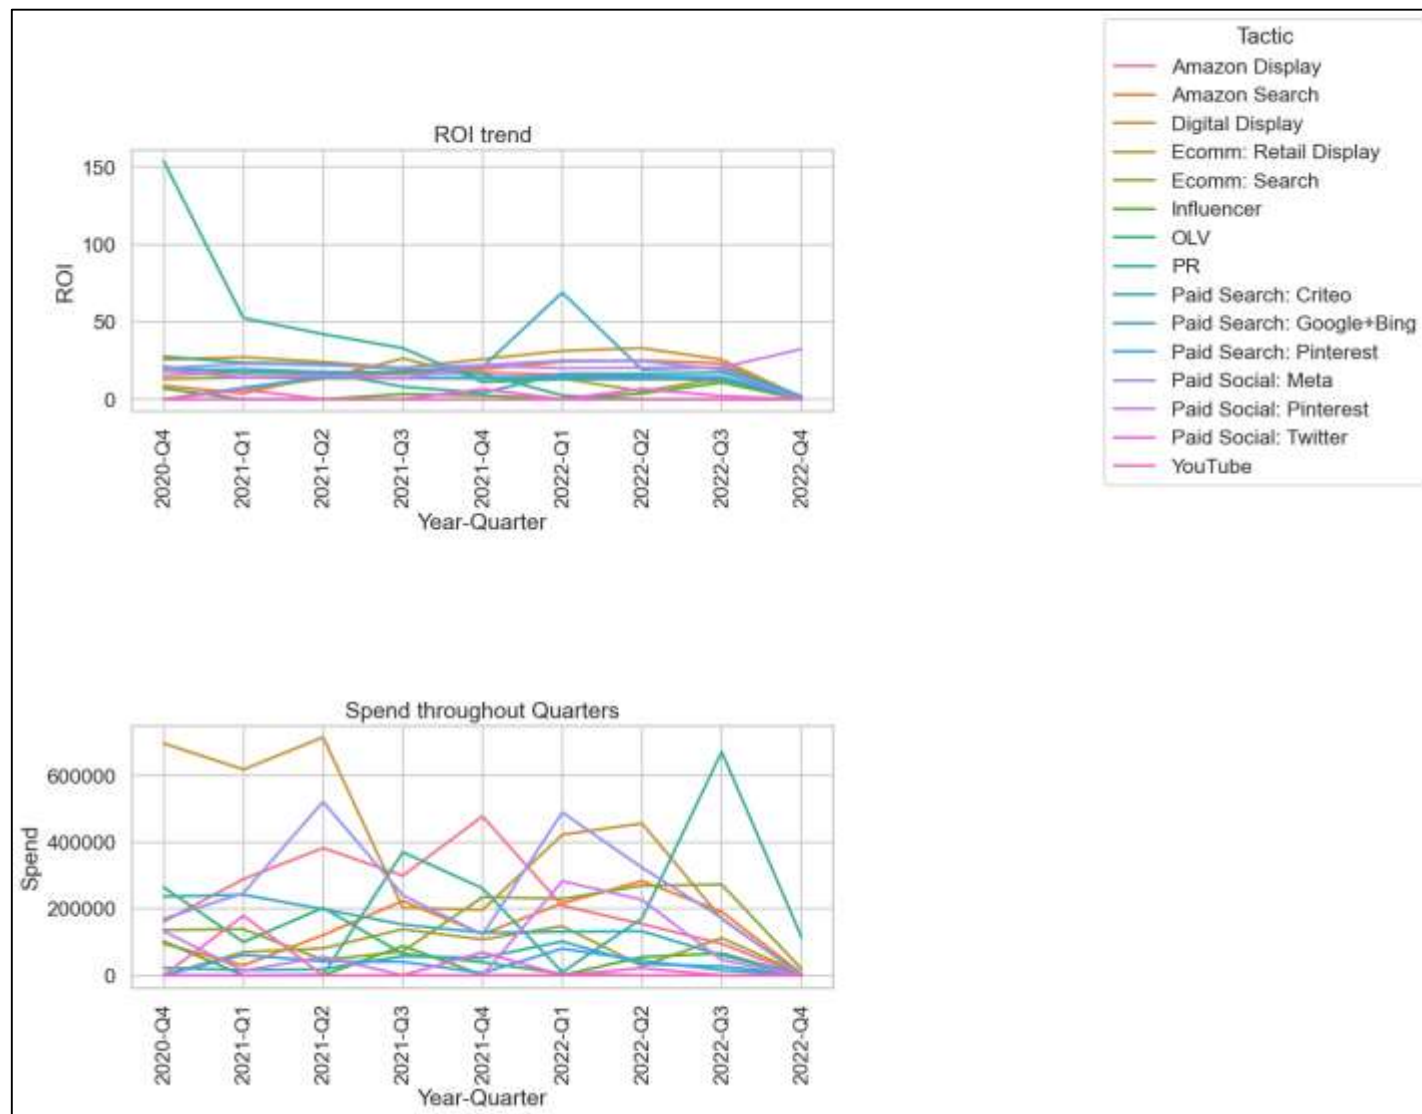 Tactic
Amazon Display
Amazon Search
Digital Display
Ecomm: Retail Display
Ecomm: Search
Influencer
OLV
PR
Paid Search: Criteo
Paid Search: Google+Bing
Paid Search: Pinterest
Paid Social: Meta
Paid Social: Pinterest
Paid Social: Twitter
YouTube
ROI trend
150
100
50
0
ROI
2020-Q4
2021-Q1
2021-Q2
2021-Q3
2021-Q4
2022-Q1
2022-Q2
2022-Q3
2022-Q4
Year-Quarter
Spend throughout Quarters
600000
400000
200000
0
Spend
2020-Q4
2021-Q1
2021-Q2
2021-Q3
2021-Q4
2022-Q1
2022-Q2
2022-Q3
2022-Q4
Year-Quarter